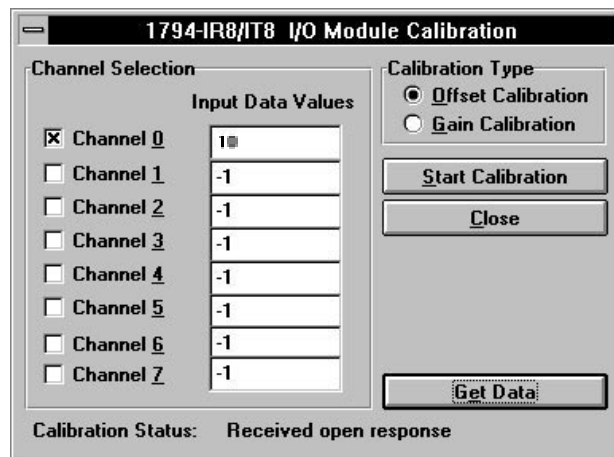 1794-IR8/IT8 I/O Module Calibration
Channel Selection
Input Data Values
Channel 0
Channel 1
-1
Channel 2
-1
Channel 3
-1
Channel 4
-1
Channel 5
-1
Channel 6
-1
Channel 7
-1
Calibration Type
Offset Calibration
Gain Calibration
Start Calibration
Close
Get Data
Calibration Status: Received open response